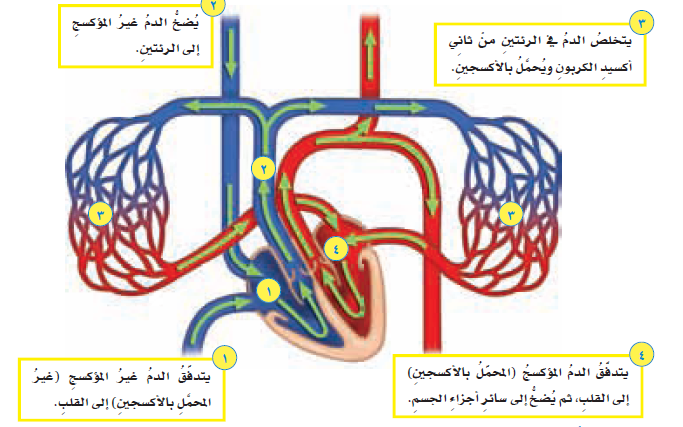 ٢
يُضخُّ الدمُ غيرُ المؤكسجِ
إلى الرئتينِ.
٣
يتخلصُ الدمُ في الرئتينِ منْ ثاني
أكسيدِ الكربونِ ويُحمَّلُ بالأكسجينِ.
٢
٣
٣
٤
١
١
يتدفّقُ الدمُ غيرُ المؤكسجِ (غيرُ
المحمَّلِ بالأكسجينِ) إلى القلبِ.
٤
يتدفّقُ الدمُ المؤكسجُ (المحمّلُ بالأكسجينِ)
إلى القلبِ، ثم يُضخُّ إلى سائرِ أجزاءِ الجسمِ.